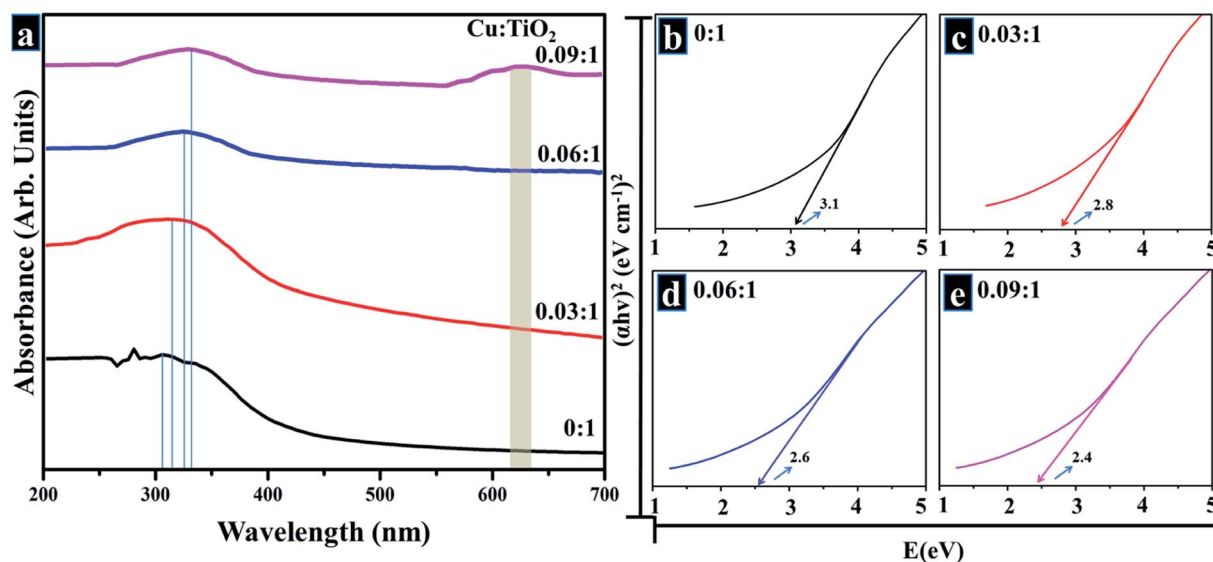 a
Cu:TiO₂
0.09:1
0.06:1
0.03:1
0:1
Absorbance (Arb. Units)
200 300 400 500 600 700
Wavelength (nm)
(αhν)² (eV cm⁻¹)²
b 0:1
3.1
1 2 3 4 5
c 0.03:1
2.8
1 2 3 4 5
d 0.06:1
2.6
1 2 3 4 5
e 0.09:1
2.4
1 2 3 4 5
E(eV)